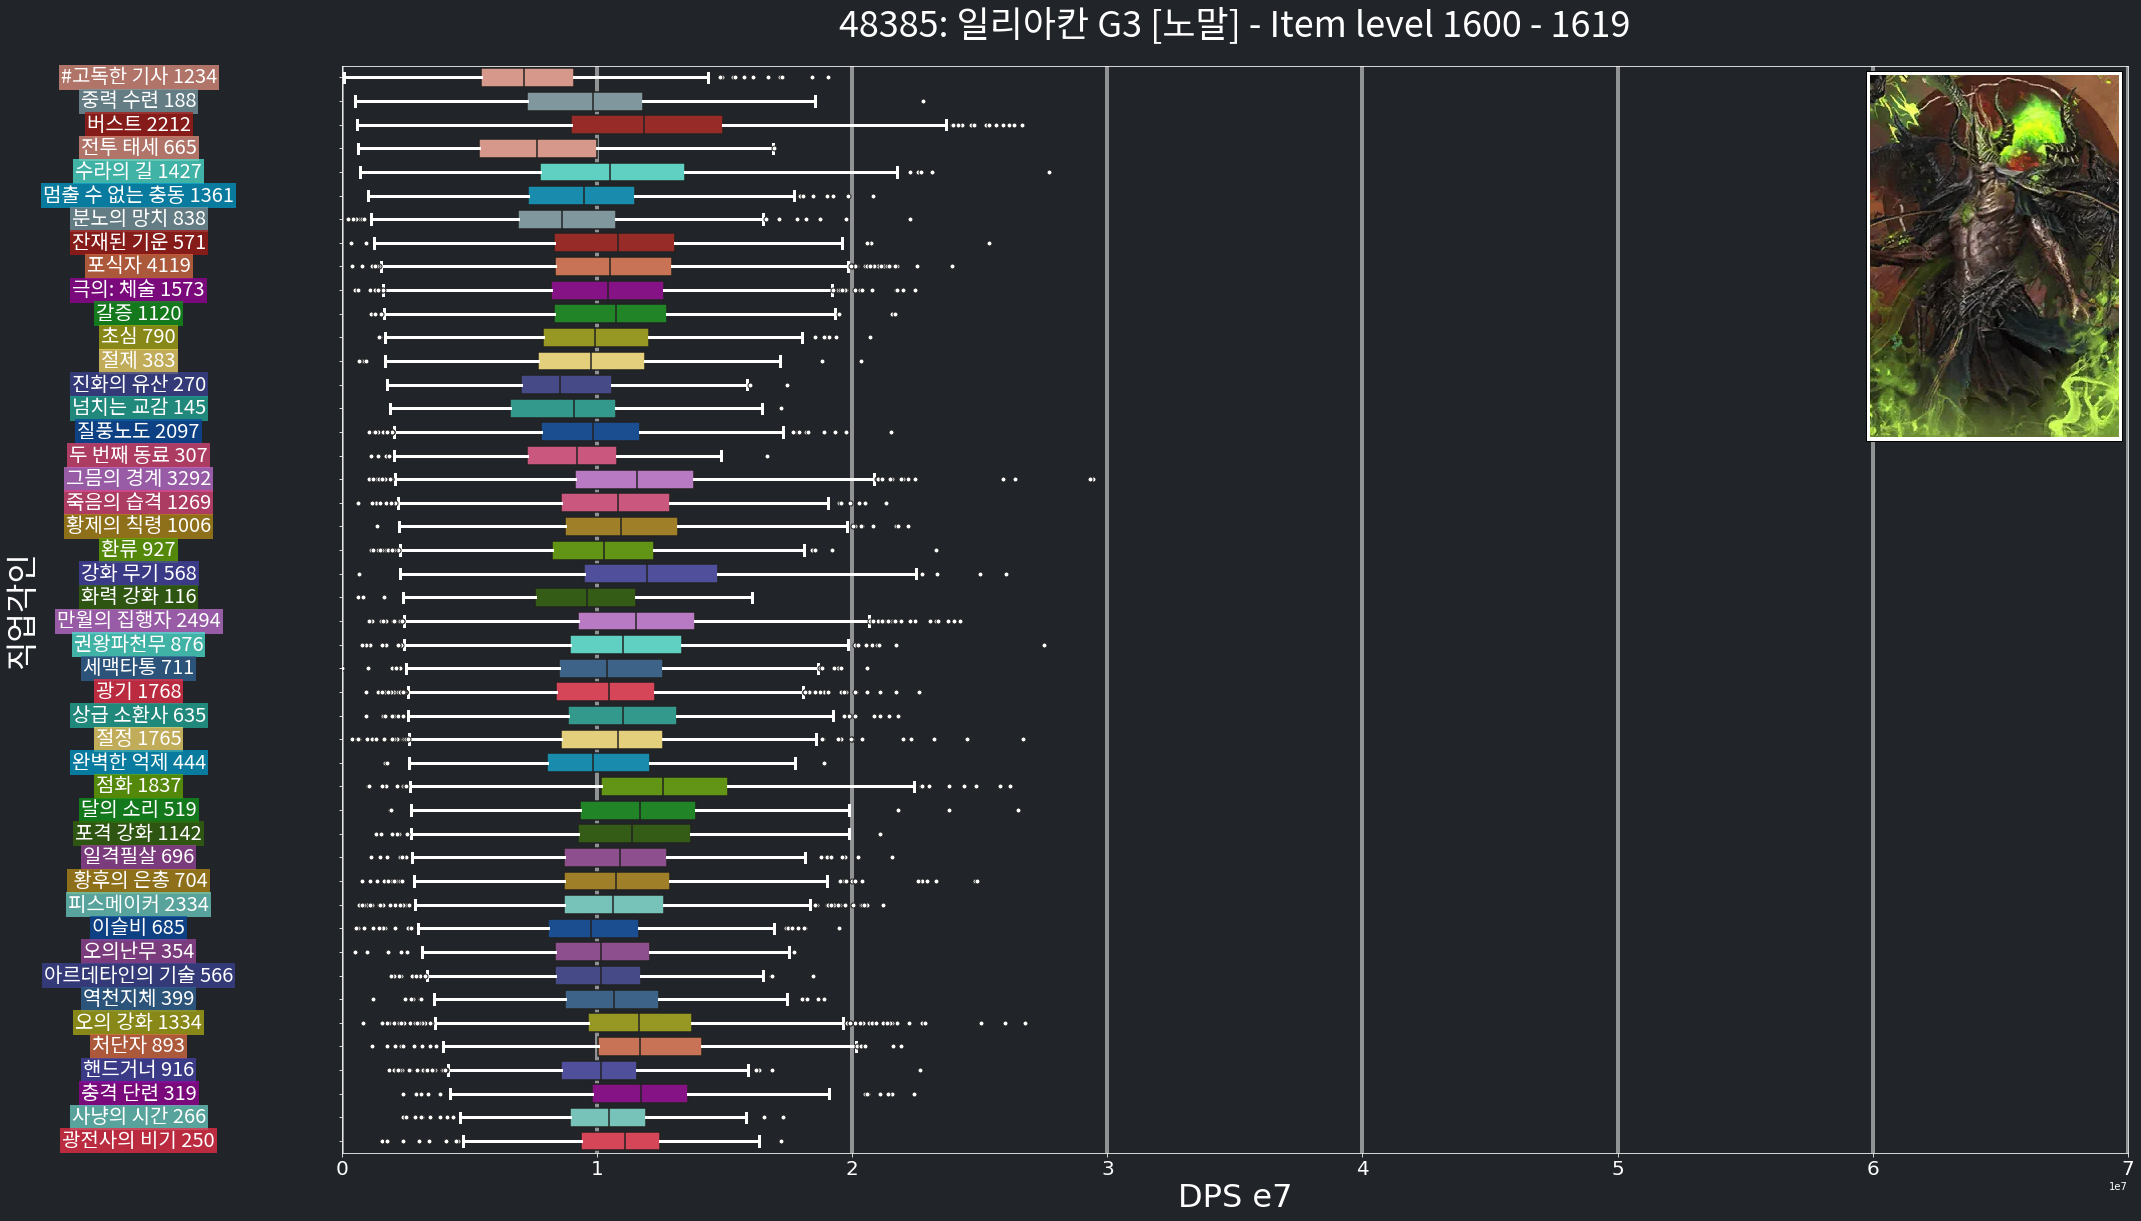 48385: 일리아칸 G3 [노말] - Item level 1600 - 1619
#고독한 기사 1234
중력 수련 188
버스트 2212
전투 태세 665
수라의 길 1427
멈출 수 없는 충동 1361
분노의 망치 838
잔재된 기운 571
포식자 4119
극의: 체술 1573
갈증 1120
초심 790
절제 383
진화의 유산 270
넘치는 교감 145
질풍노도 2097
두 번째 동료 307
그믐의 경계 3292
죽음의 습격 1269
황제의 칙령 1006
환류 927
강화 무기 568
화력 강화 116
만월의 집행자 2494
권왕파천무 876
세맥타통 711
광기 1768
상급 소환사 635
절정 1765
완벽한 억제 444
점화 1837
달의 소리 519
포격 강화 1142
일격필살 696
황후의 은총 704
피스메이커 2334
이슬비 685
오의난무 354
아르데타인의 기술 566
역천지체 399
오의 강화 1334
처단자 893
핸드거너 916
충격 단련 319
사냥의 시간 266
광전사의 비기 250
직업각인
0 1 2 3 4 5 6 7
1e7
DPS e7